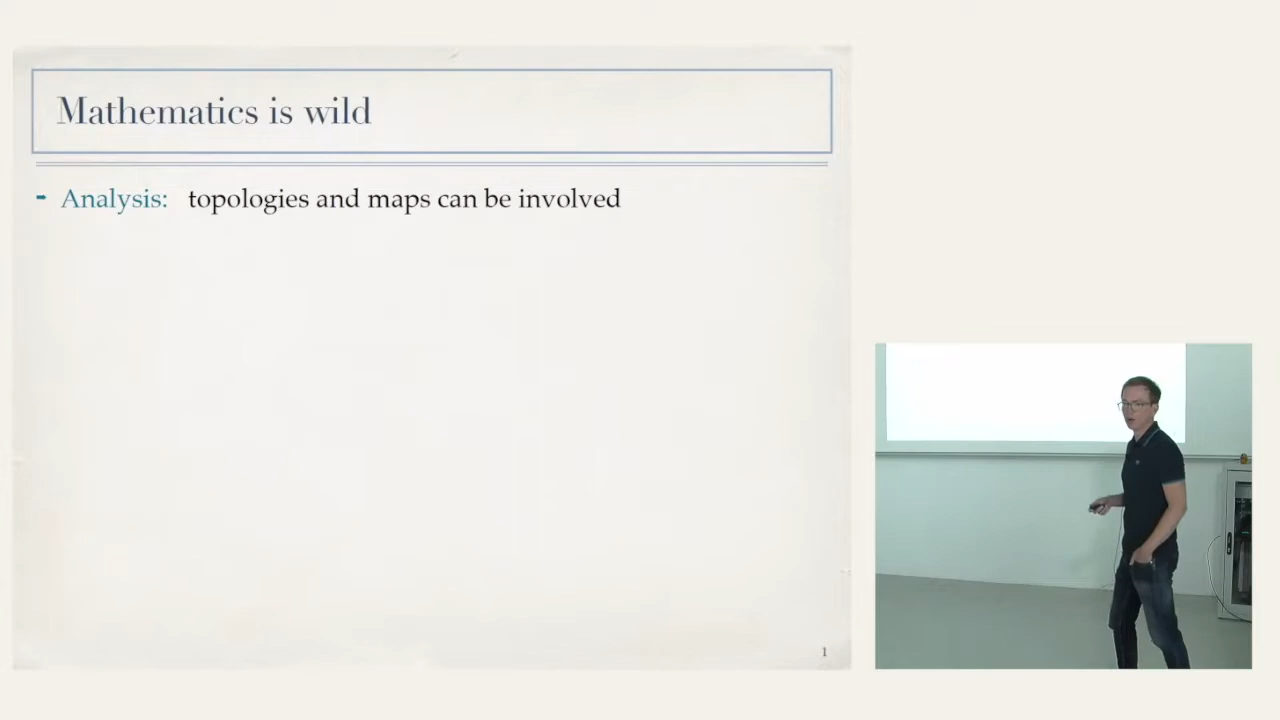 Mathematics is wild
➡ Analysis: topologies and maps can be involved
1